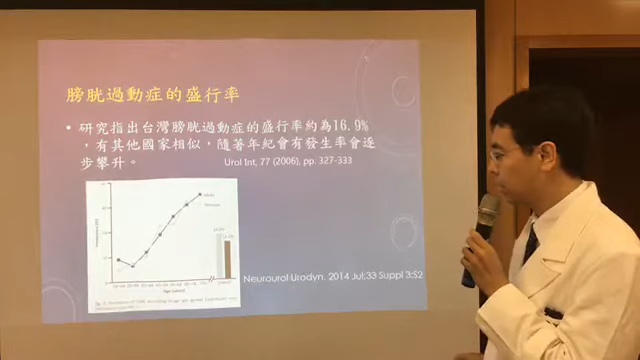 膀胱過動症的盛行率
• 研究指出台灣膀胱過動症的盛行率約為16.9%
，有其他國家相似，隨著年紀會有發生率會逐
步攀升。
Urol Int, 77 (2006), pp. 327-333
Neurourol Urodyn. 2014 Jul;33 Suppl 3:S2